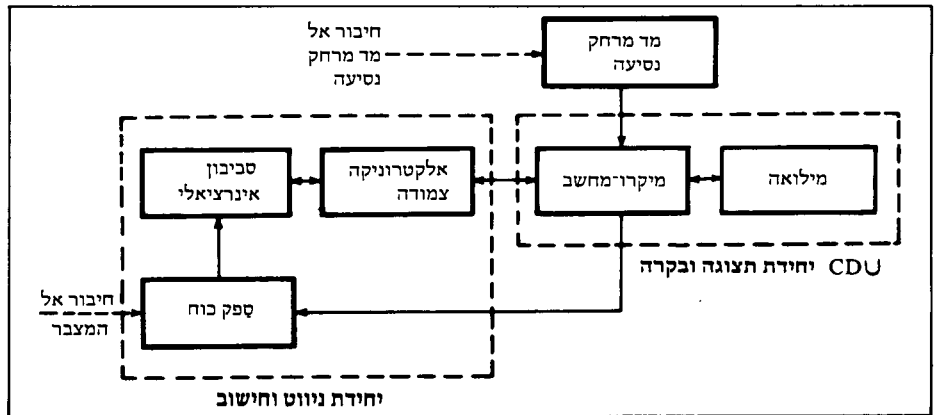 חיבור אל
מד מרחק
נסיעה
מד מרחק
נסיעה
סביבון
אינרציאלי
אלקטרוניקה
צמודה
מיקרו־מחשב
מילואה
יחידת תצוגה ובקרה CDU
חיבור אל
המצבר
סַפק כוח
יחידת ניווט וחישוב